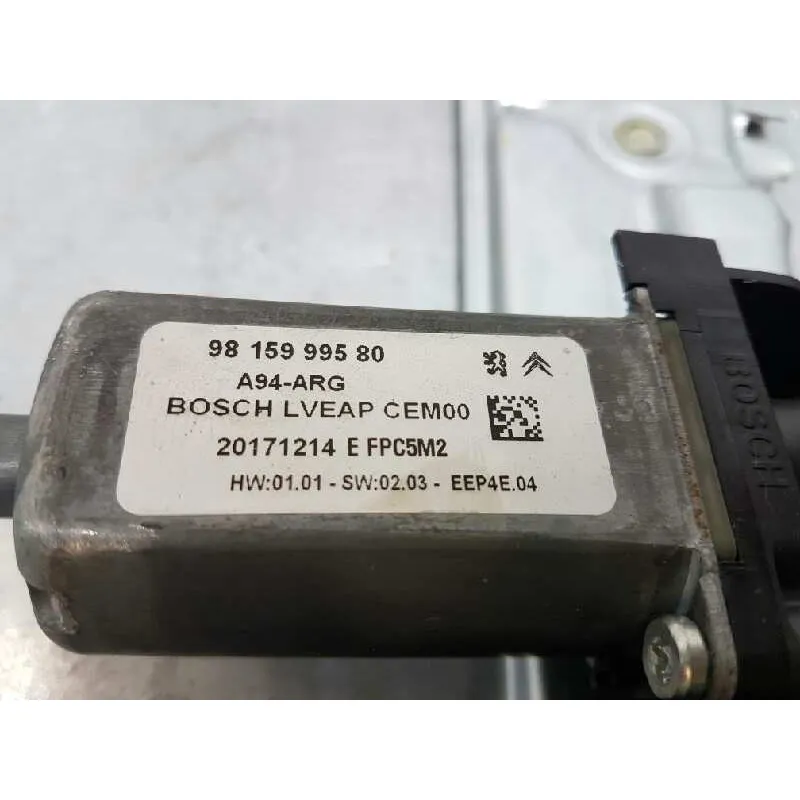 98 159 995 80
A94-ARG
BOSCH LVEAP CEM00
20171214 E FPC5M2
HW:01.01 - SW:02.03 - EEP4E.04
BOSCH